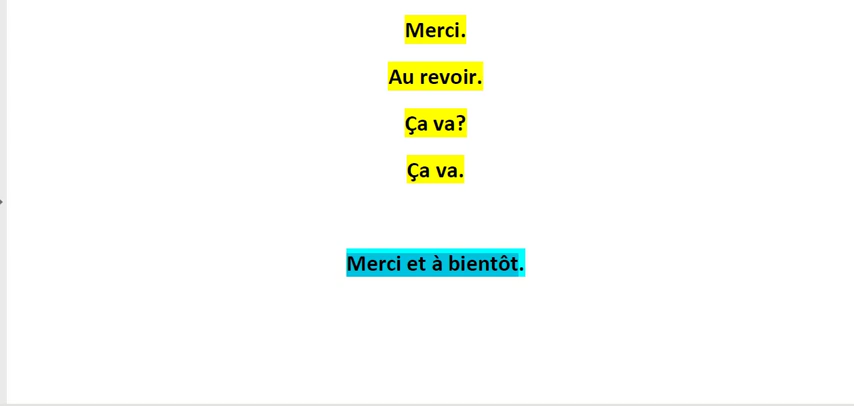 Merci.
Au revoir.
Ça va?
Ça va.
Merci et à bientôt.